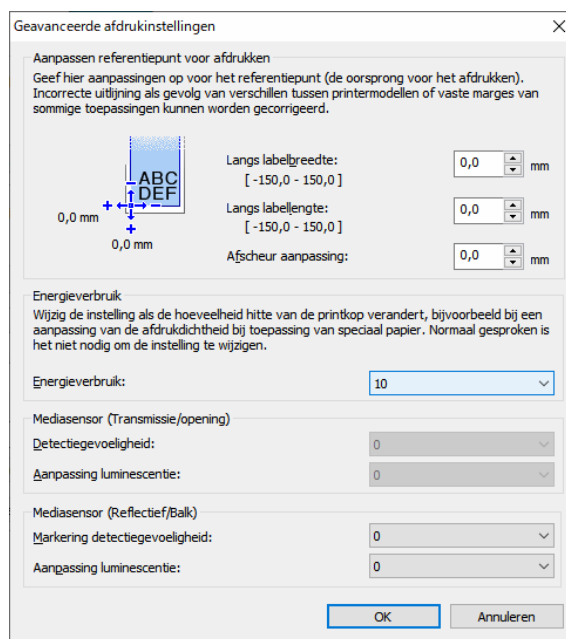 Geavanceerde afdrukinstellingen
Aanpassen referentiepunt voor afdrukken
Geef hier aanpassingen op voor het referentiepunt (de oorsprong voor het afdrukken).
Incorrecte uitlijning als gevolg van verschillen tussen printermodellen of vaste marges van
sommige toepassingen kunnen worden gecorrigeerd.
ABC
DEF
0,0 mm
0,0 mm
Langs labelbreedte:
[ -150,0 - 150,0 ]
0,0 mm
Langs labellengte:
[ -150,0 - 150,0 ]
0,0 mm
Afscheur aanpassing:
0,0 mm
Energieverbruik
Wijzig de instelling als de hoeveelheid hitte van de printkop verandert, bijvoorbeeld bij een
aanpassing van de afdrukdichtheid bij toepassing van speciaal papier. Normaal gesproken is
het niet nodig om de instelling te wijzigen.
Energieverbruik:
10
Mediasensor (Transmissie/opening)
Detectiegevoeligheid:
0
Aanpassing luminescentie:
0
Mediasensor (Reflectief/Balk)
Markering detectiegevoeligheid:
0
Aanpassing luminescentie:
0
OK
Annuleren